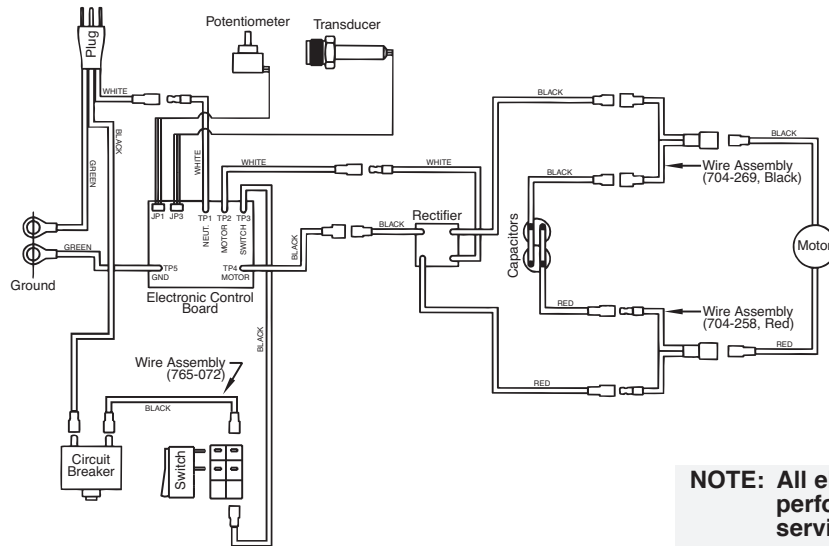 Potentiometer
Transducer
Plug
WHITE
BLACK
GREEN
WHITE
BLACK
BLACK
Wire Assembly
(704-269, Black)
BLACK
WHITE
WHITE
BLACK
Rectifier
BLACK
BLACK
Capacitors
Motor
JP1
JP3
TP1
TP2
TP3
NEUT.
MOTOR
SWITCH
GREEN
TP5
GND
TP4
MOTOR
Ground
Electronic Control
Board
RED
Wire Assembly
(704-258, Red)
RED
RED
BLACK
Wire Assembly
(765-072)
BLACK
Circuit
Breaker
Switch
NOTE: All e
perfo
servi